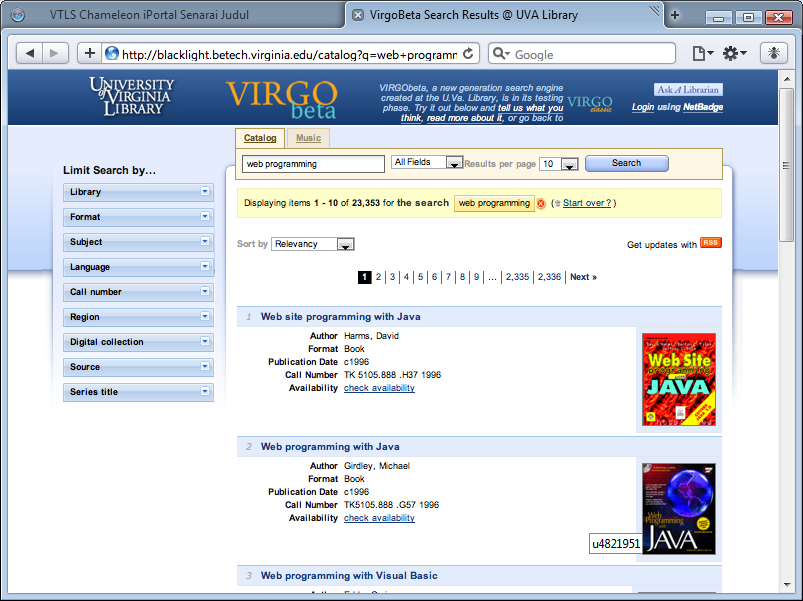 VTLS Chameleon iPortal Senarai Judul
VirgoBeta Search Results @ UVA Library
http://blacklight.betech.virginia.edu/catalog?q=web+programm
Google
UNIVERSITY
of VIRGINIA
LIBRARY
VIRGO
beta
VIRGObeta, a new generation search engine
created at the U.Va. Library, is in its testing
phase. Try it out below and tell us what you
think, read more about it, or go back to
VIRGO
classic
Ask A Librarian
Login using NetBadge
Catalog
Music
web programming
All Fields
Results per page
10
Search
Limit Search by...
Library
Format
Subject
Language
Call number
Region
Digital collection
Source
Series title
Displaying items 1 - 10 of 23,353 for the search web programming ( Start over? )
Sort by Relevancy
Get updates with RSS
1 2 3 4 5 6 7 8 9 ... 2,335 2,336 Next »
1 Web site programming with Java
Author Harms, David
Format Book
Publication Date c1996
Call Number TK 5105.888 .H37 1996
Availability check availability
Web Site
programming
with
JAVA
2 Web programming with Java
Author Girdley, Michael
Format Book
Publication Date c1996
Call Number TK5105.888 .G57 1996
Availability check availability
Web
Programming
with
JAVA
u4821951
3 Web programming with Visual Basic